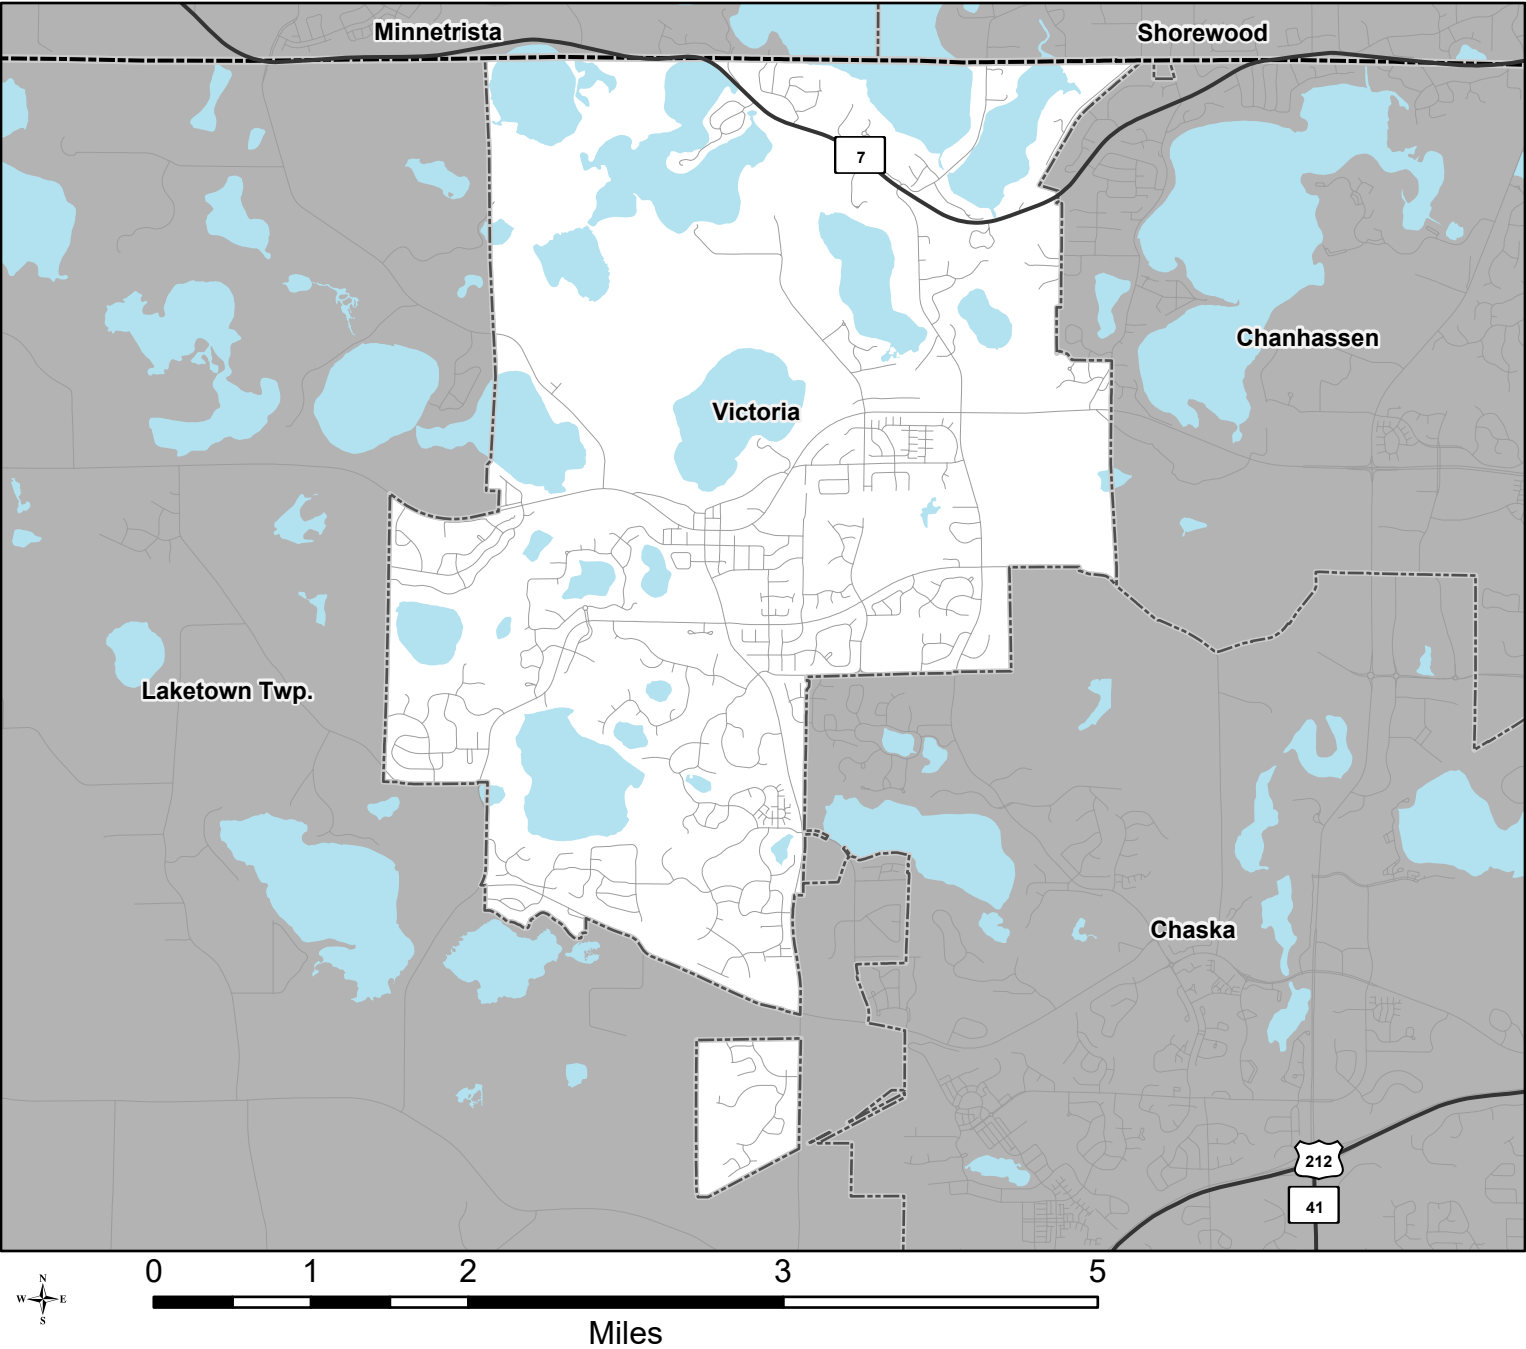 Minnetrista
Shorewood
7
Chanhassen
Victoria
Laketown Twp.
Chaska
212
41
0 1 2 3 5
N
W E
S
Miles